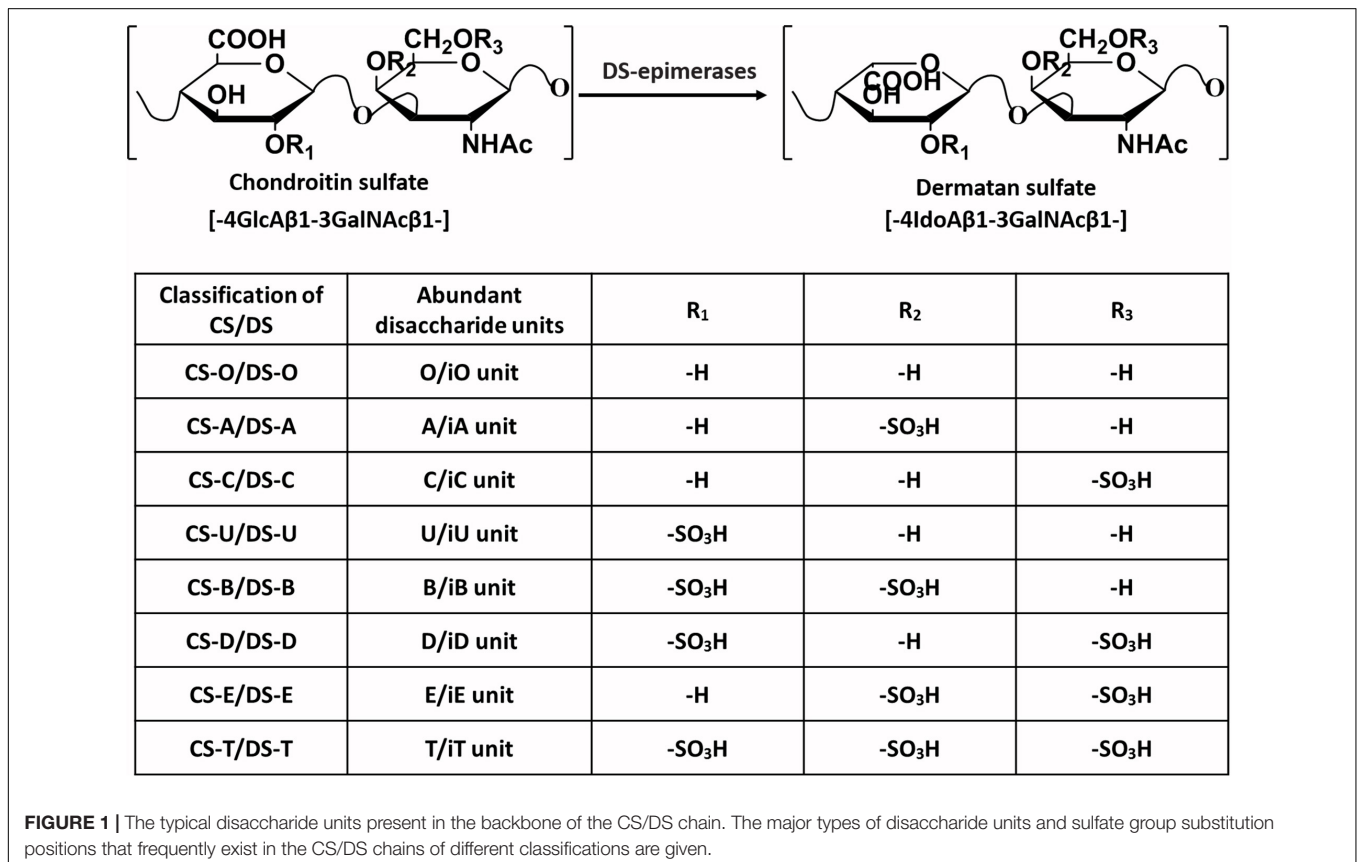 COOH
O
OH
OR₁
O
CH₂OR₃
OR₂
O
NHAc
O
DS-epimerases
O
COOH
OH
OR₁
O
CH₂OR₃
OR₂
O
NHAc
O
Chondroitin sulfate
[-4GlcAβ1-3GalNAcβ1-]
Dermatan sulfate
[-4IdoAβ1-3GalNAcβ1-]
Classification of CS/DS Abundant disaccharide units R₁ R₂ R₃
CS-O/DS-O O/iO unit -H -H -H
CS-A/DS-A A/iA unit -H -SO₃H -H
CS-C/DS-C C/iC unit -H -H -SO₃H
CS-U/DS-U U/iU unit -SO₃H -H -H
CS-B/DS-B B/iB unit -SO₃H -SO₃H -H
CS-D/DS-D D/iD unit -SO₃H -H -SO₃H
CS-E/DS-E E/iE unit -H -SO₃H -SO₃H
CS-T/DS-T T/iT unit -SO₃H -SO₃H -SO₃H
FIGURE 1 | The typical disaccharide units present in the backbone of the CS/DS chain. The major types of disaccharide units and sulfate group substitution
positions that frequently exist in the CS/DS chains of different classifications are given.